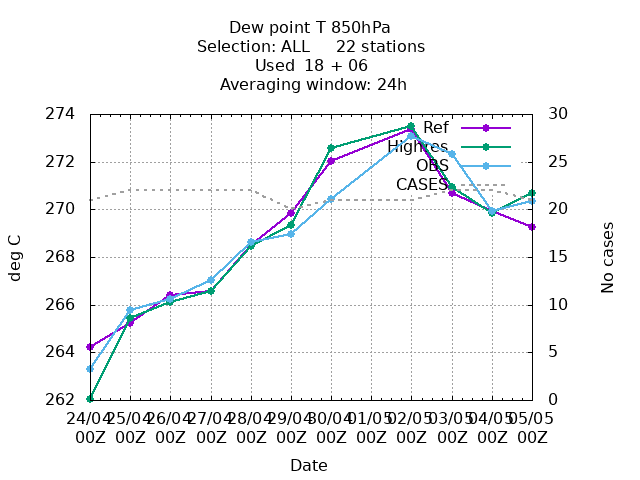 Dew point T 850hPa
Selection: ALL 22 stations
Used 18 + 06
Averaging window: 24h
274
272
270
268
266
264
262
30
25
20
15
10
5
0
deg C
No cases
Ref
HighRes
OBS
CASES
24/04 25/04 26/04 27/04 28/04 29/04 30/04 01/05 02/05 03/05 04/05 05/05
00Z 00Z 00Z 00Z 00Z 00Z 00Z 00Z 00Z 00Z 00Z 00Z
Date